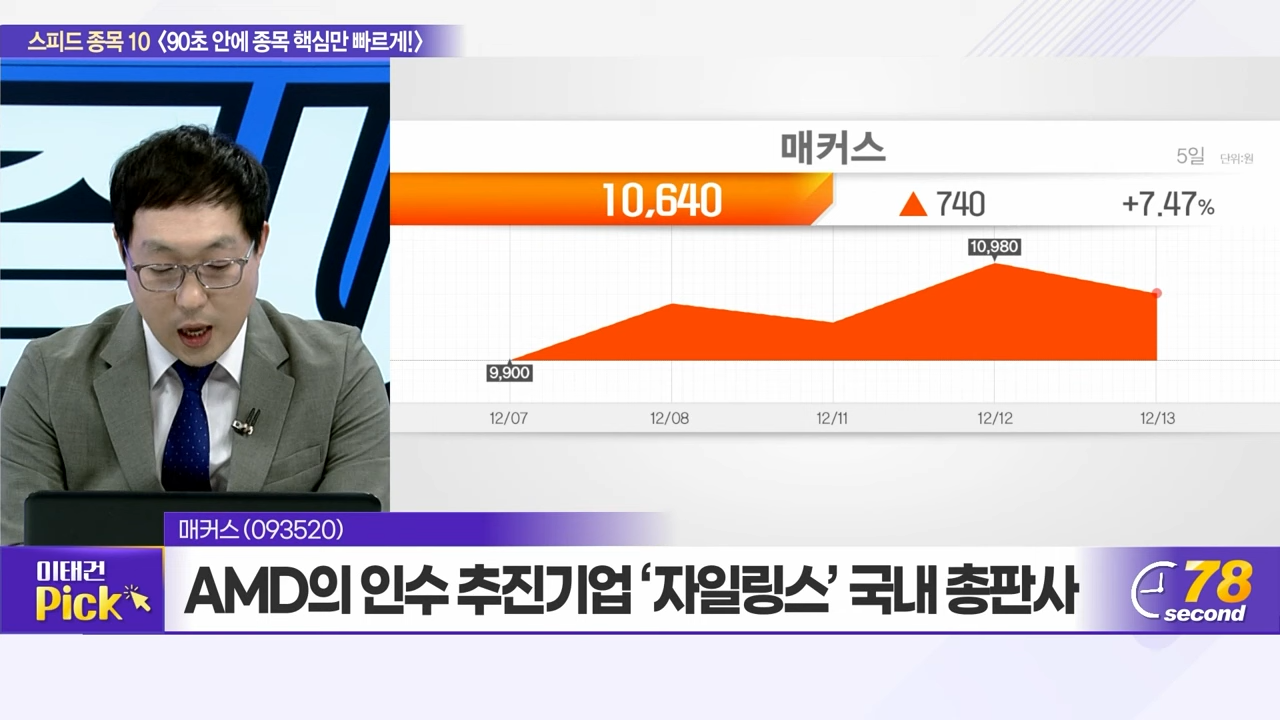 스피드 종목 10 〈90초 안에 종목 핵심만 빠르게!〉
매커스
5일 단위:원
10,640 ▲ 740 +7.47%
10,980
9,900
12/07 12/08 12/11 12/12 12/13
매커스 (093520)
이태건
Pick
AMD의 인수 추진기업 ‘자일링스’ 국내 총판사
78
second